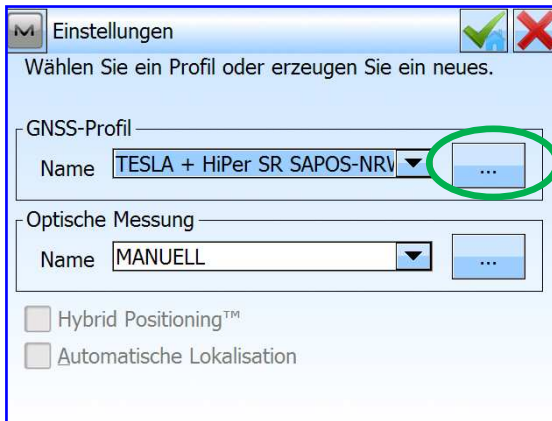 Einstellungen
Wählen Sie ein Profil oder erzeugen Sie ein neues.
GNSS-Profil
Name TESLA + HiPer SR SAPOS-NRW ...
Optische Messung
Name MANUELL ...
Hybrid Positioning™
Automatische Lokalisation